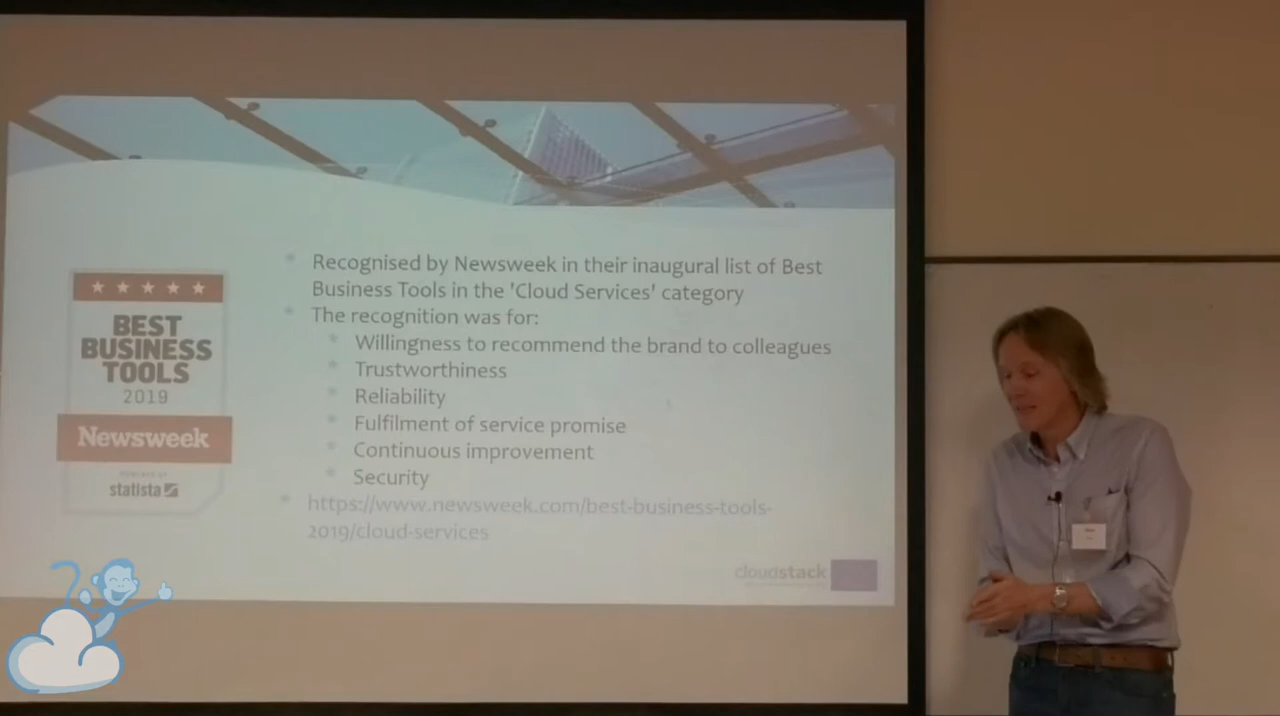 BEST
BUSINESS
TOOLS
2019
Newsweek
POWERED BY
statista
Recognised by Newsweek in their inaugural list of Best
Business Tools in the 'Cloud Services' category
The recognition was for:
Willingness to recommend the brand to colleagues
Trustworthiness
Reliability
Fulfilment of service promise
Continuous improvement
Security
https://www.newsweek.com/best-business-tools-
2019/cloud-services
cloudstack